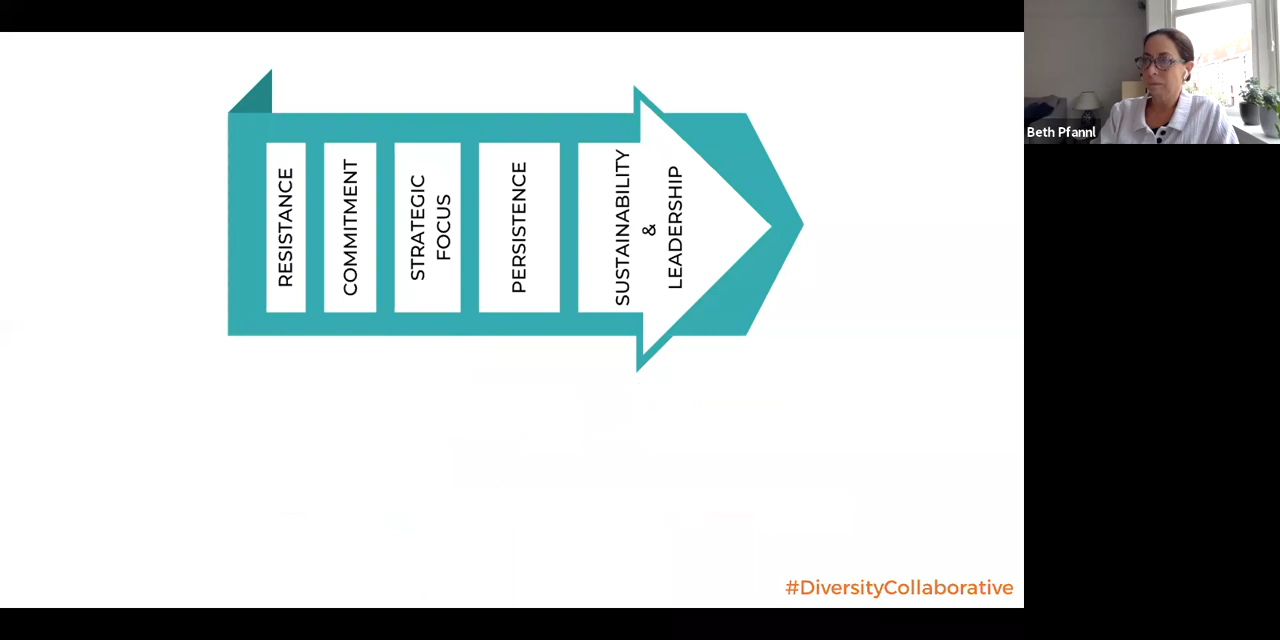 RESISTANCE
COMMITMENT
STRATEGIC
FOCUS
PERSISTENCE
SUSTAINABILITY
&
LEADERSHIP
Beth Pfannl
#DiversityCollaborative